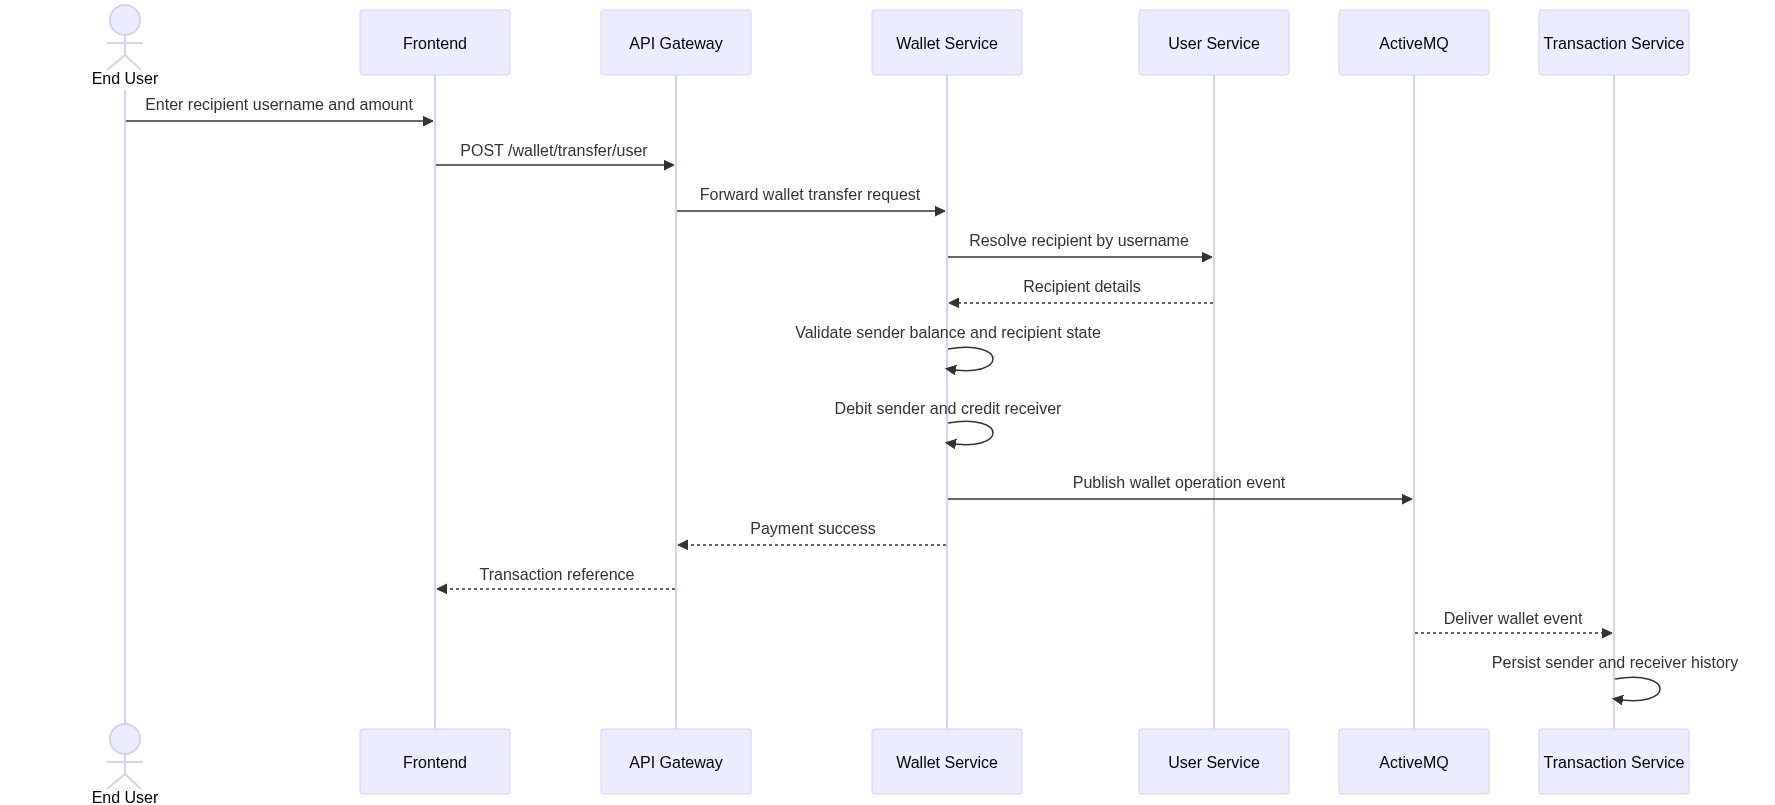 End User
Frontend
API Gateway
Wallet Service
User Service
ActiveMQ
Transaction Service
Enter recipient username and amount
POST /wallet/transfer/user
Forward wallet transfer request
Resolve recipient by username
Recipient details
Validate sender balance and recipient state
Debit sender and credit receiver
Publish wallet operation event
Payment success
Transaction reference
Deliver wallet event
Persist sender and receiver history
End User
Frontend
API Gateway
Wallet Service
User Service
ActiveMQ
Transaction Service